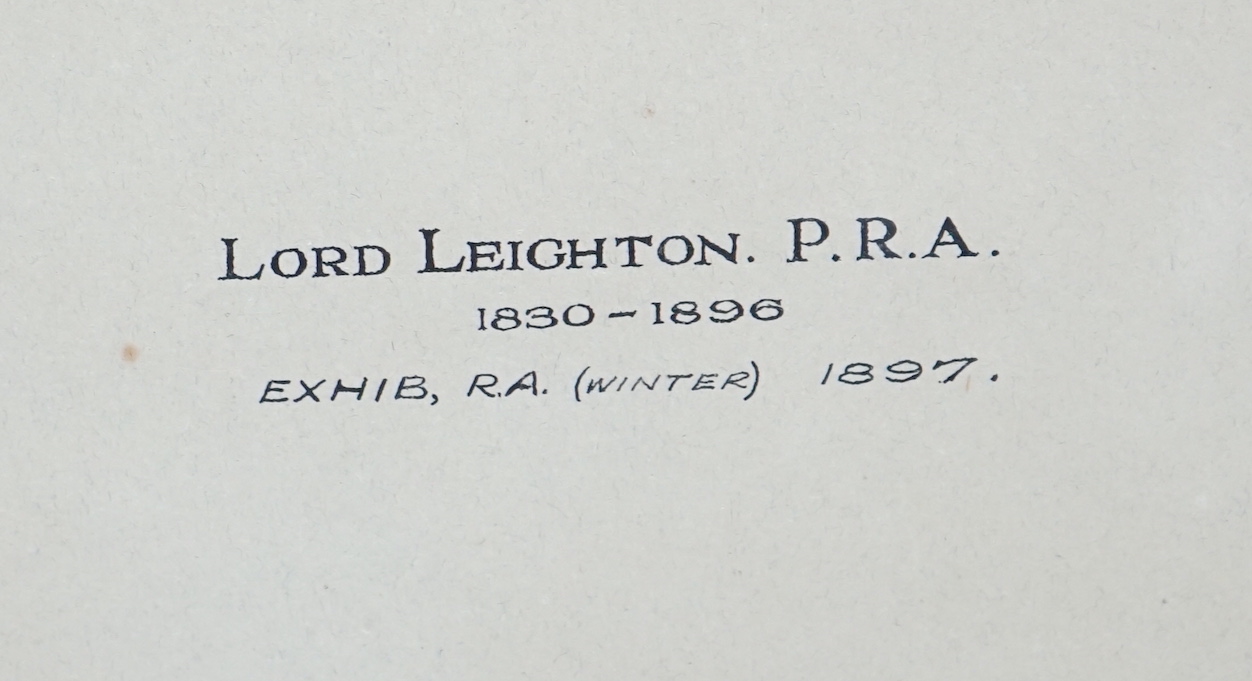 LORD LEIGHTON. P.R.A.
1830-1896
EXHIB, R.A. (WINTER) 1897.